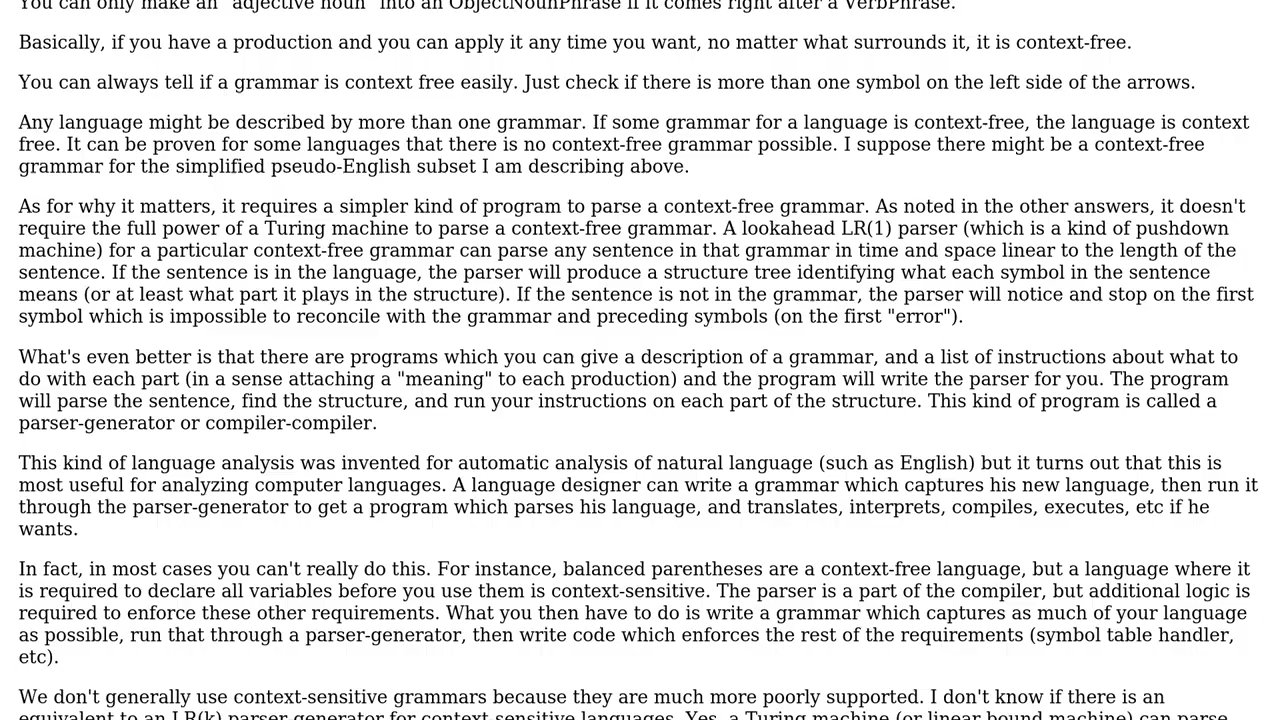 You can only make an "adjective noun" into an ObjectNounPhrase if it comes right after a VerbPhrase.
Basically, if you have a production and you can apply it any time you want, no matter what surrounds it, it is context-free.
You can always tell if a grammar is context free easily. Just check if there is more than one symbol on the left side of the arrows.
Any language might be described by more than one grammar. If some grammar for a language is context-free, the language is context
free. It can be proven for some languages that there is no context-free grammar possible. I suppose there might be a context-free
grammar for the simplified pseudo-English subset I am describing above.
As for why it matters, it requires a simpler kind of program to parse a context-free grammar. As noted in the other answers, it doesn't
require the full power of a Turing machine to parse a context-free grammar. A lookahead LR(1) parser (which is a kind of pushdown
machine) for a particular context-free grammar can parse any sentence in that grammar in time and space linear to the length of the
sentence. If the sentence is in the language, the parser will produce a structure tree identifying what each symbol in the sentence
means (or at least what part it plays in the structure). If the sentence is not in the grammar, the parser will notice and stop on the first
symbol which is impossible to reconcile with the grammar and preceding symbols (on the first "error").
What's even better is that there are programs which you can give a description of a grammar, and a list of instructions about what to
do with each part (in a sense attaching a "meaning" to each production) and the program will write the parser for you. The program
will parse the sentence, find the structure, and run your instructions on each part of the structure. This kind of program is called a
parser-generator or compiler-compiler.
This kind of language analysis was invented for automatic analysis of natural language (such as English) but it turns out that this is
most useful for analyzing computer languages. A language designer can write a grammar which captures his new language, then run it
through the parser-generator to get a program which parses his language, and translates, interprets, compiles, executes, etc if he
wants.
In fact, in most cases you can't really do this. For instance, balanced parentheses are a context-free language, but a language where it
is required to declare all variables before you use them is context-sensitive. The parser is a part of the compiler, but additional logic is
required to enforce these other requirements. What you then have to do is write a grammar which captures as much of your language
as possible, run that through a parser-generator, then write code which enforces the rest of the requirements (symbol table handler,
etc).
We don't generally use context-sensitive grammars because they are much more poorly supported. I don't know if there is an
equivalent to an LR(k) parser-generator for context-sensitive languages. Yes, a Turing machine (or linear bound machine) can parse